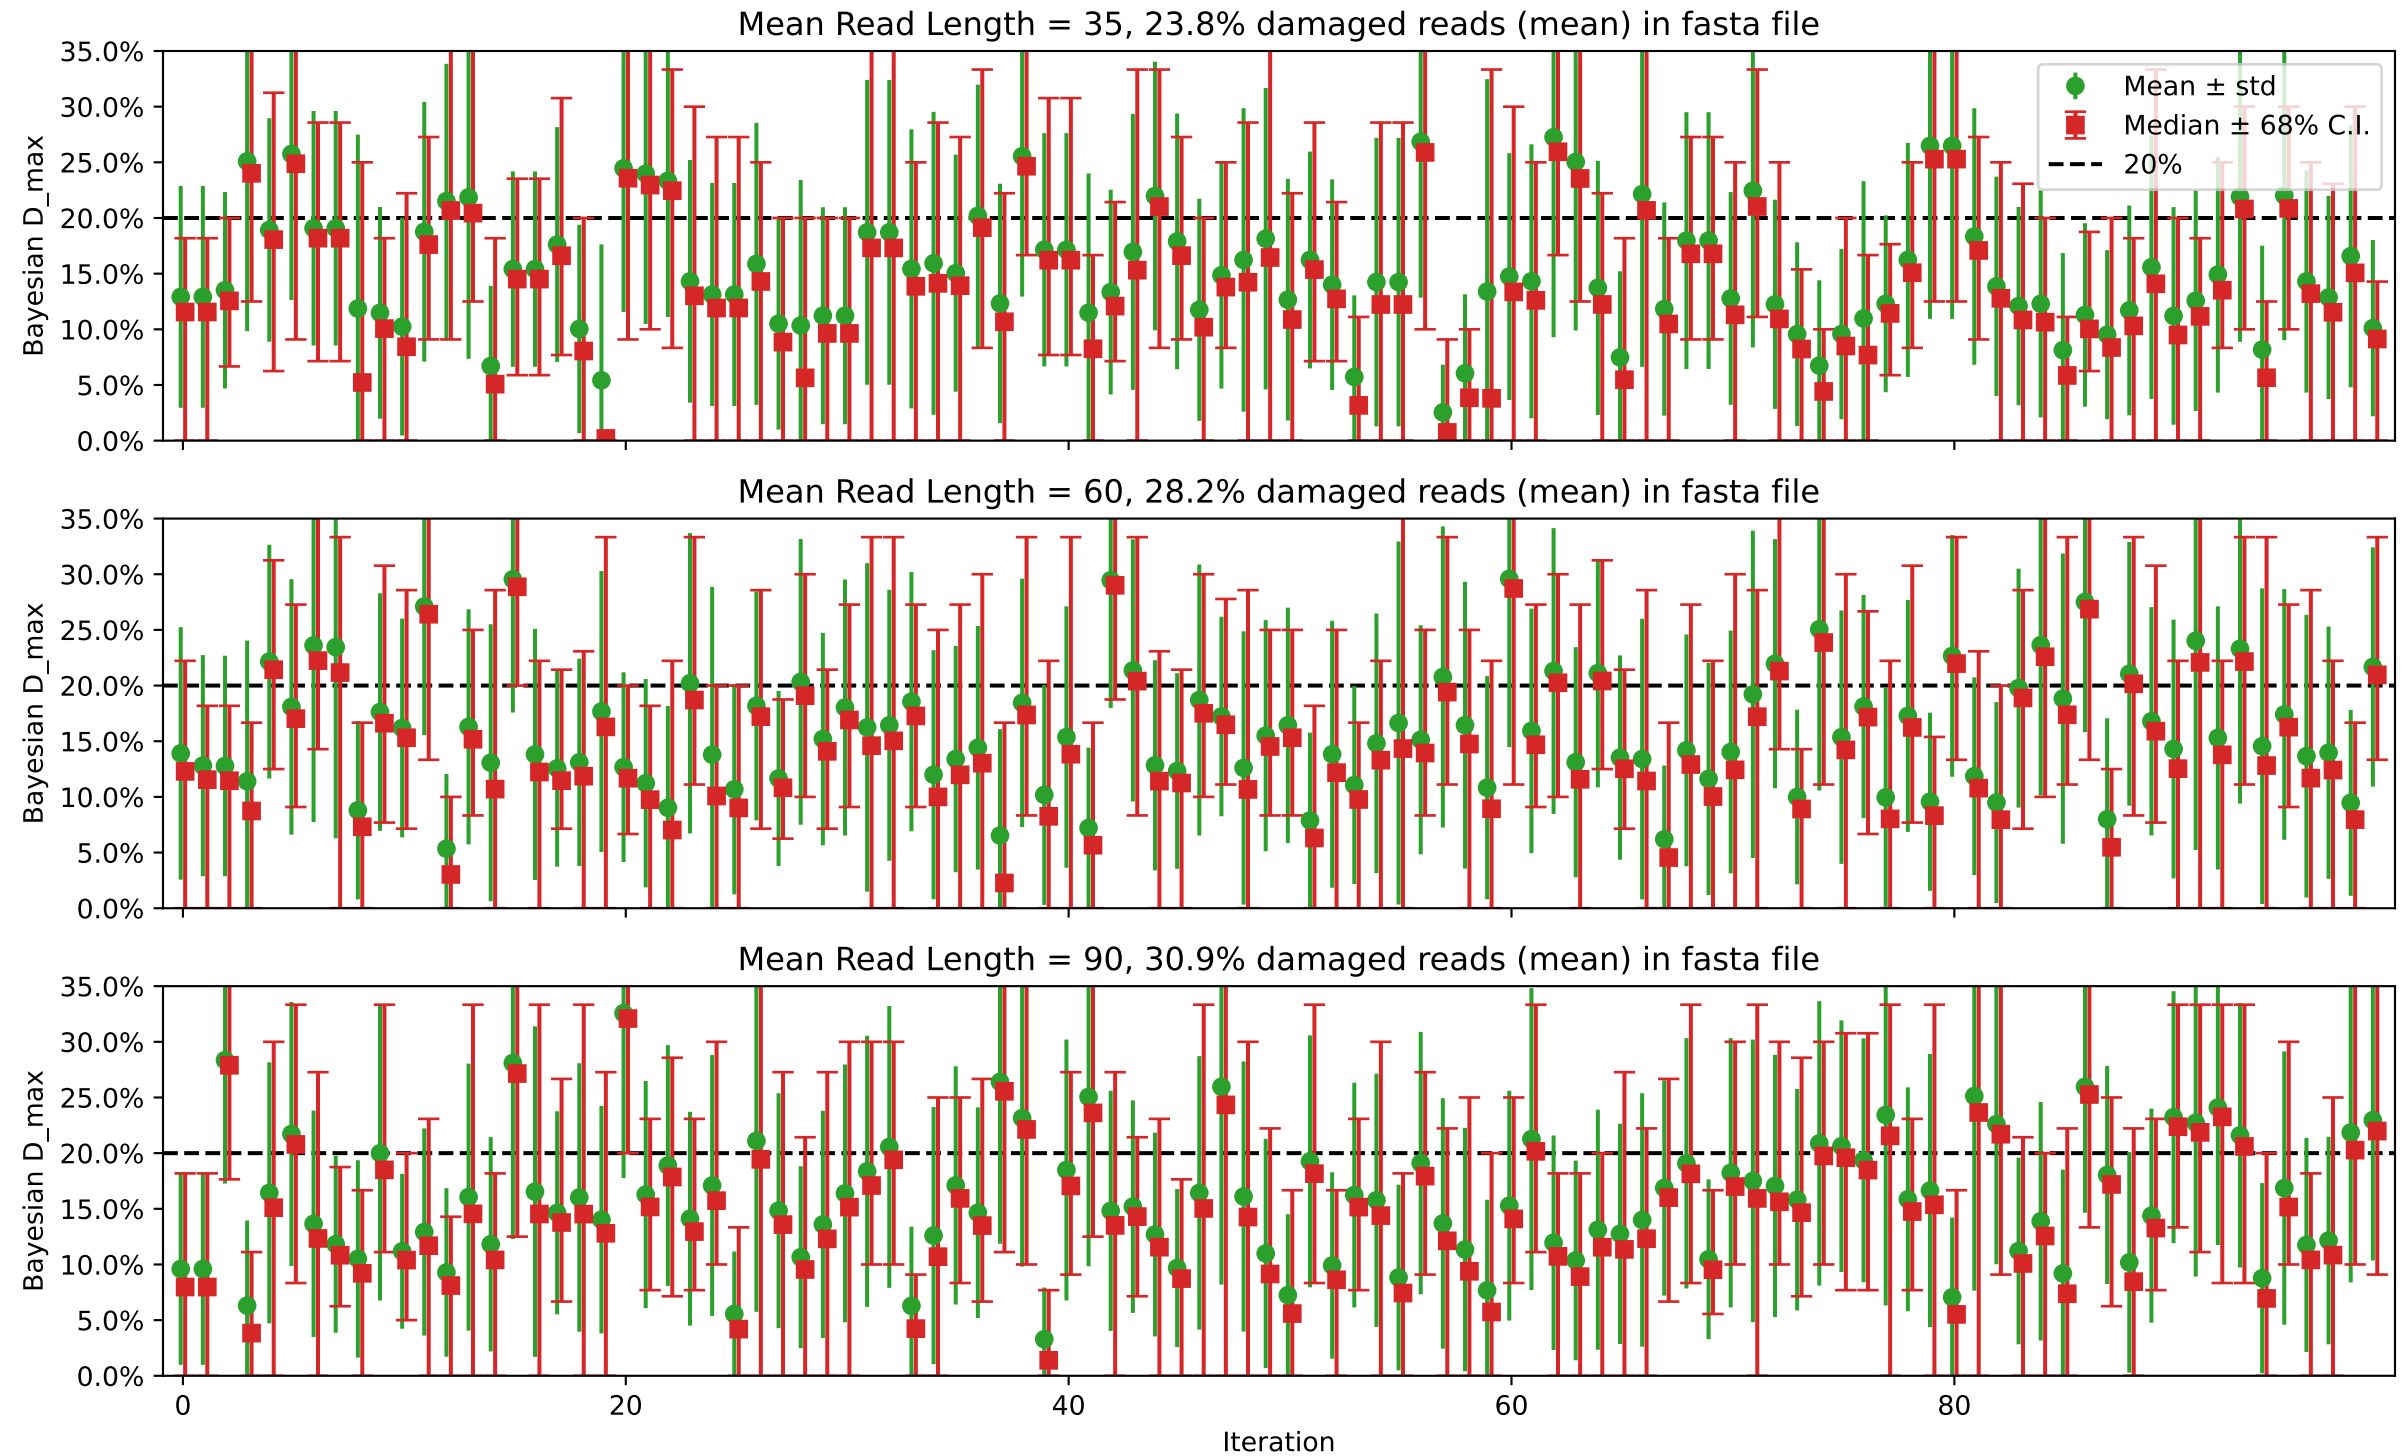 Mean Read Length = 35, 23.8% damaged reads (mean) in fasta file
35.0%
30.0%
25.0%
20.0%
15.0%
10.0%
5.0%
0.0%
Bayesian D_max
Mean ± std
Median ± 68% C.I.
20%
Mean Read Length = 60, 28.2% damaged reads (mean) in fasta file
35.0%
30.0%
25.0%
20.0%
15.0%
10.0%
5.0%
0.0%
Bayesian D_max
Mean Read Length = 90, 30.9% damaged reads (mean) in fasta file
35.0%
30.0%
25.0%
20.0%
15.0%
10.0%
5.0%
0.0%
Bayesian D_max
0 20 40 60 80
Iteration